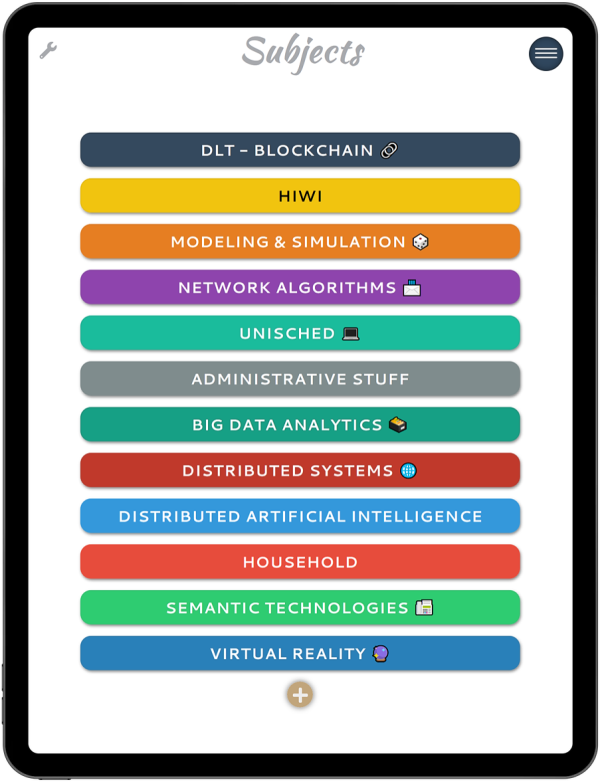 Subjects
DLT - BLOCKCHAIN 🔗
HIWI
MODELING & SIMULATION 🎲
NETWORK ALGORITHMS 📩
UNISCHED 💻
ADMINISTRATIVE STUFF
BIG DATA ANALYTICS 🗃
DISTRIBUTED SYSTEMS 🌐
DISTRIBUTED ARTIFICIAL INTELLIGENCE
HOUSEHOLD
SEMANTIC TECHNOLOGIES 📠
VIRTUAL REALITY 🔮